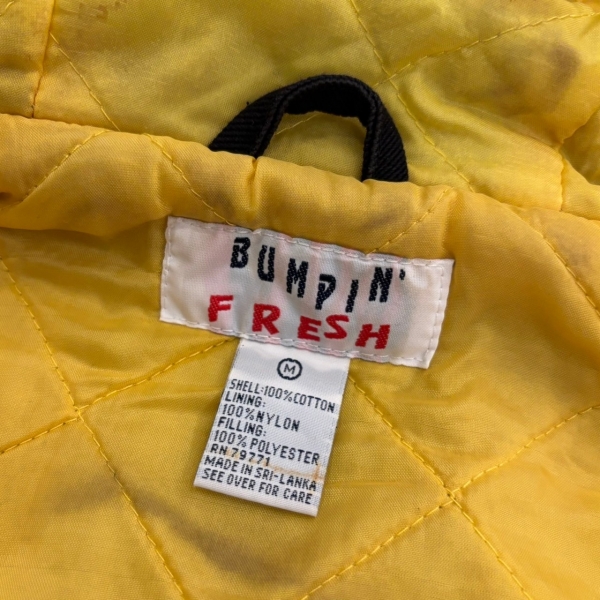 BUMPIN'
FRESH
M
SHELL:100%COTTON
LINING:
100%NYLON
FILLING:
100% POLYESTER
RN 79771
MADE IN SRI-LANKA
SEE OVER FOR CARE